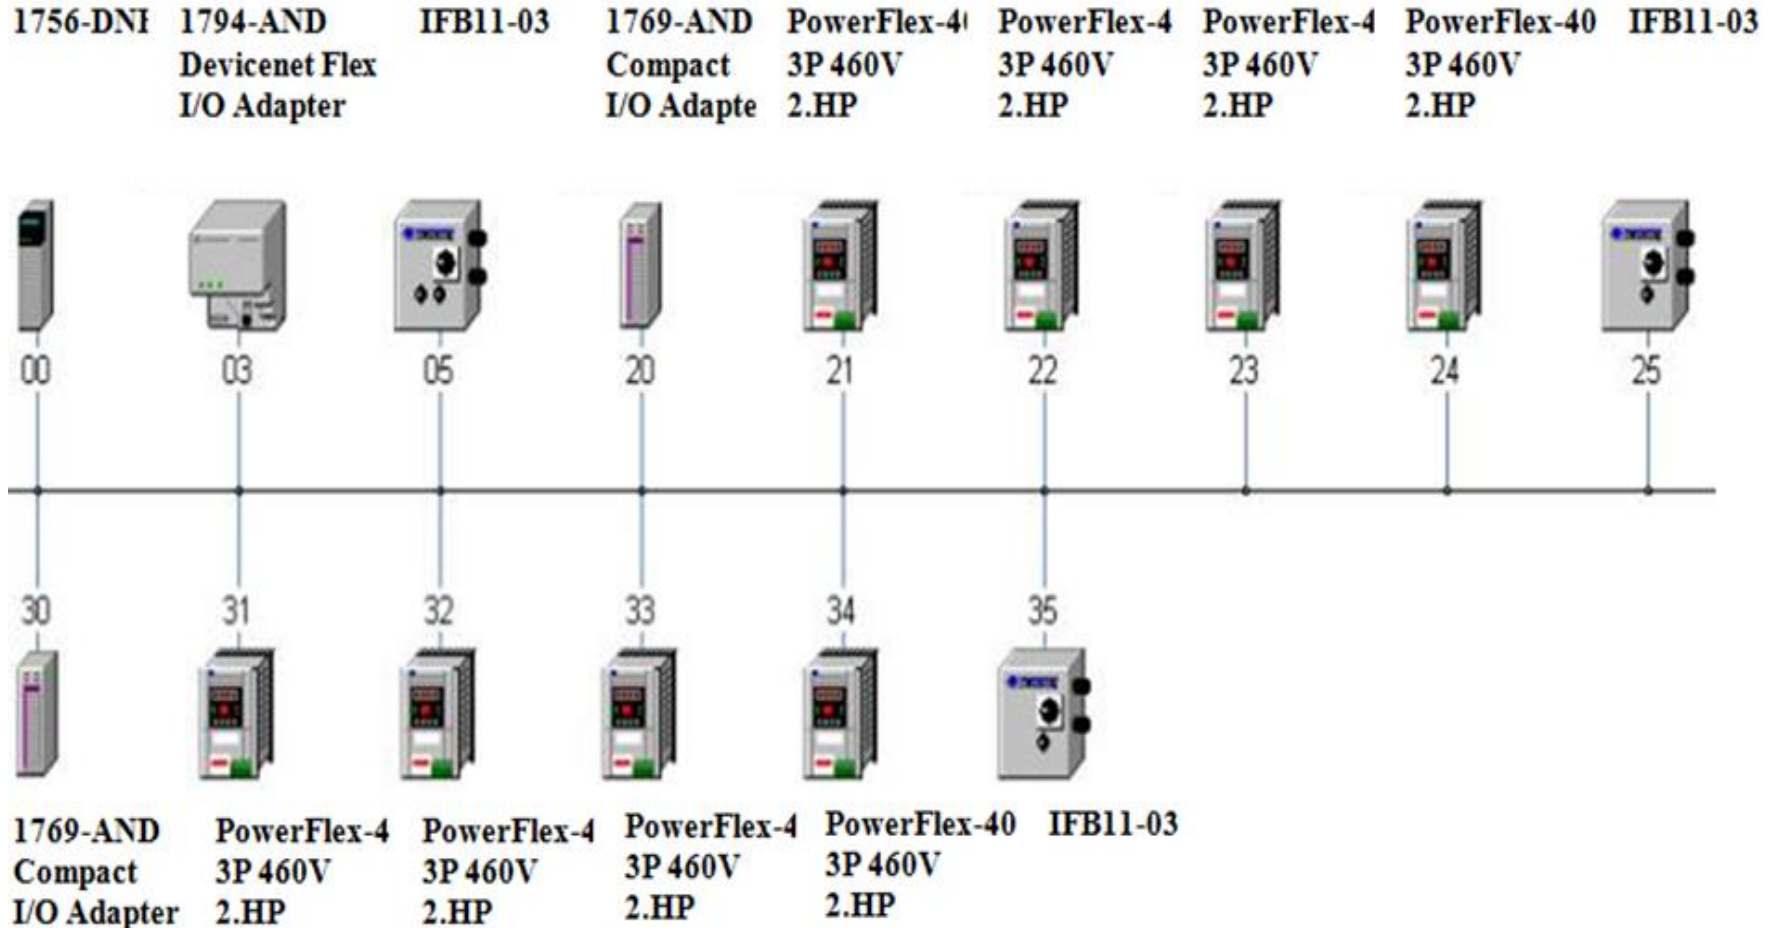 1756-DNI 1794-AND IFB11-03 1769-AND PowerFlex-40 PowerFlex-4 PowerFlex-4 PowerFlex-40 IFB11-03
Devicenet Flex Compact 3P 460V 3P 460V 3P 460V 3P 460V
I/O Adapter I/O Adapte 2.HP 2.HP 2.HP 2.HP
00 03 05 20 21 22 23 24 25
30 31 32 33 34 35
1769-AND PowerFlex-4 PowerFlex-4 PowerFlex-4 PowerFlex-40 IFB11-03
Compact 3P 460V 3P 460V 3P 460V 3P 460V
I/O Adapter 2.HP 2.HP 2.HP 2.HP